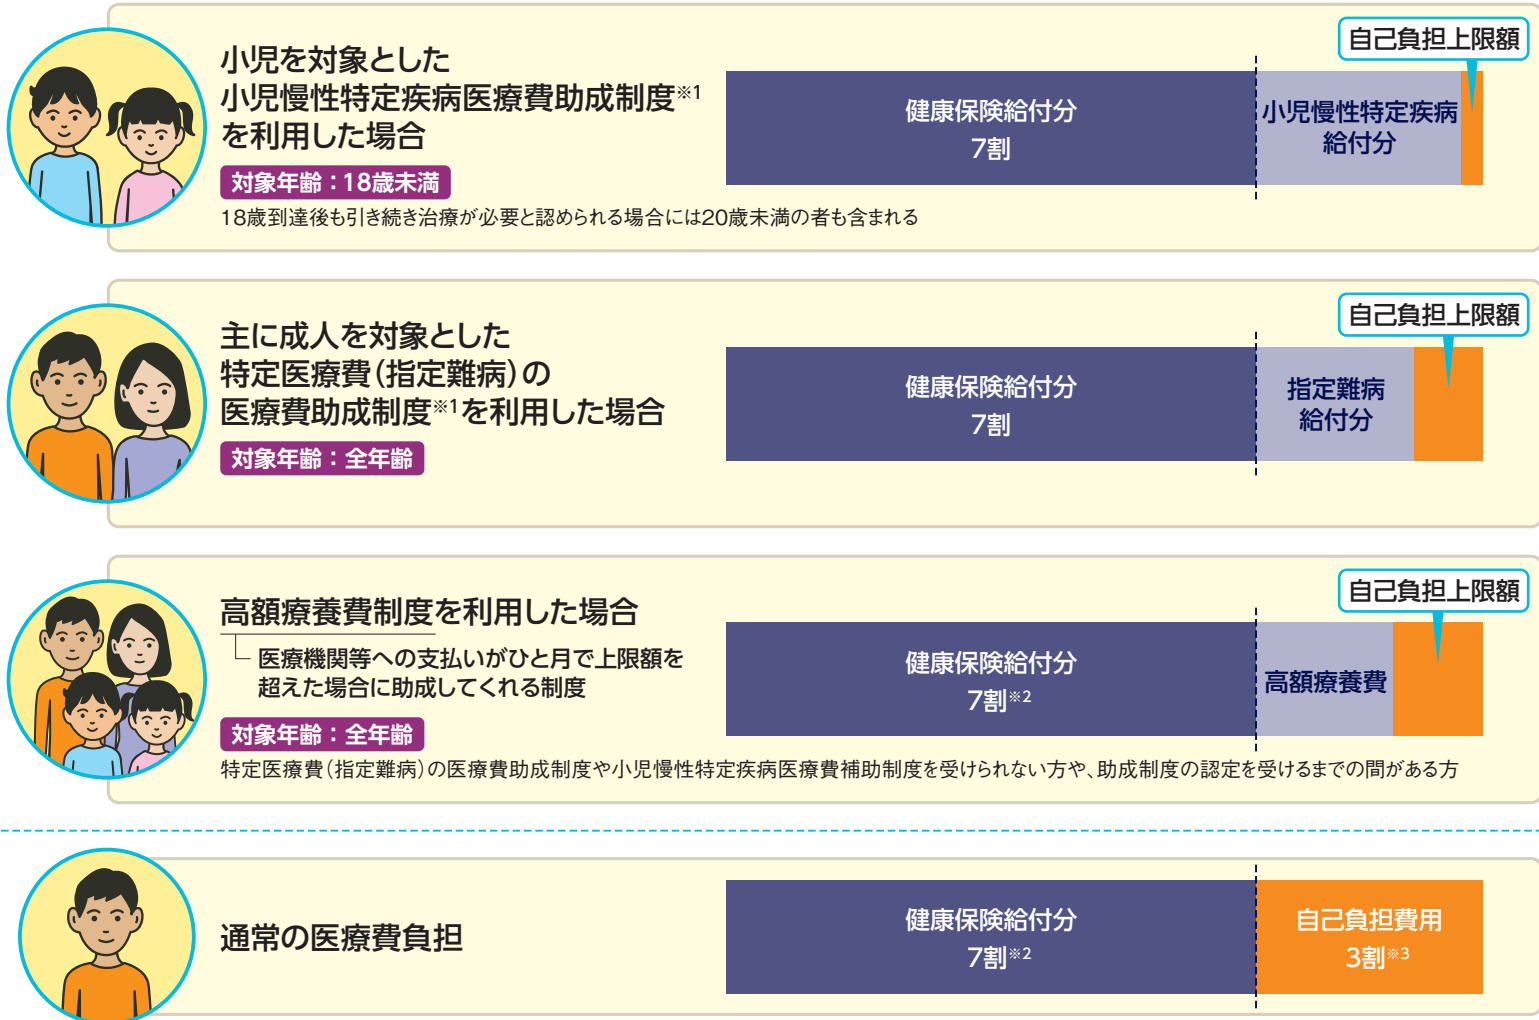 自己負担上限額
小児を対象とした
小児慢性特定疾病医療費助成制度※1
を利用した場合
対象年齢：18歳未満
18歳到達後も引き続き治療が必要と認められる場合には20歳未満の者も含まれる
健康保険給付分
7割
小児慢性特定疾病
給付分
自己負担上限額
主に成人を対象とした
特定医療費（指定難病）の
医療費助成制度※1を利用した場合
対象年齢：全年齢
健康保険給付分
7割
指定難病
給付分
自己負担上限額
高額療養費制度を利用した場合
医療機関等への支払いがひと月で上限額を
超えた場合に助成してくれる制度
対象年齢：全年齢
特定医療費（指定難病）の医療費助成制度や小児慢性特定疾病医療費補助制度を受けられない方や、助成制度の認定を受けるまでの間がある方
健康保険給付分
7割※2
高額療養費
通常の医療費負担
健康保険給付分
7割※2
自己負担費用
3割※3